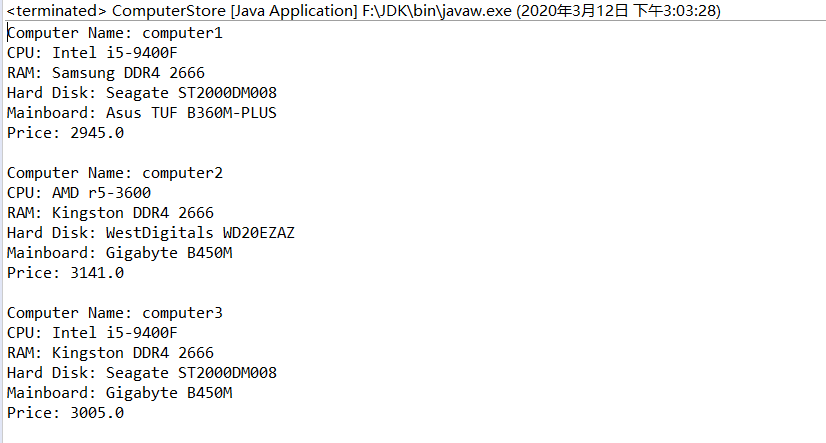 <terminated> ComputerStore [Java Application] F:\JDK\bin\javaw.exe (2020年3月12日 下午3:03:28)
Computer Name: computer1
CPU: Intel i5-9400F
RAM: Samsung DDR4 2666
Hard Disk: Seagate ST2000DM008
Mainboard: Asus TUF B360M-PLUS
Price: 2945.0

Computer Name: computer2
CPU: AMD r5-3600
RAM: Kingston DDR4 2666
Hard Disk: WestDigitals WD20EZAZ
Mainboard: Gigabyte B450M
Price: 3141.0

Computer Name: computer3
CPU: Intel i5-9400F
RAM: Kingston DDR4 2666
Hard Disk: Seagate ST2000DM008
Mainboard: Gigabyte B450M
Price: 3005.0